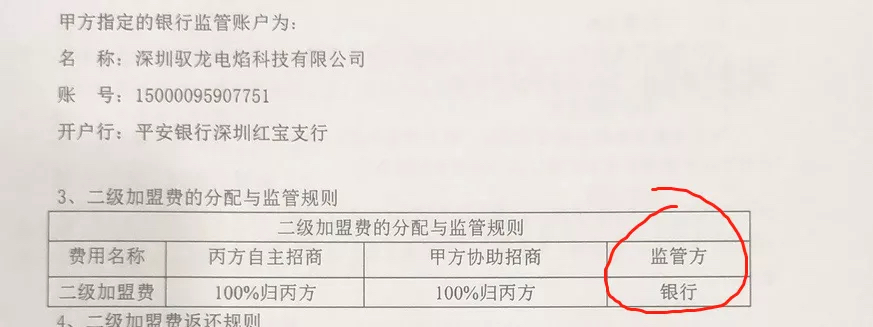 甲方指定的银行监管账户为：
名 称：深圳驭龙电焰科技有限公司
账 号：15000095907751
开户行：平安银行深圳红宝支行
3、二级加盟费的分配与监管规则
二级加盟费的分配与监管规则
费用名称 丙方自主招商 甲方协助招商 监管方
二级加盟费 100%归丙方 100%归丙方 银行
4、二级加盟费返还规则